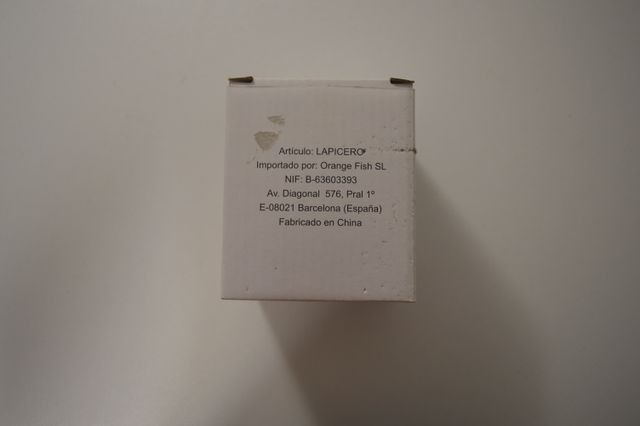 Artículo: LAPICERO
Importado por: Orange Fish SL
NIF: B-63603393
Av. Diagonal 576, Pral 1º
E-08021 Barcelona (España)
Fabricado en China